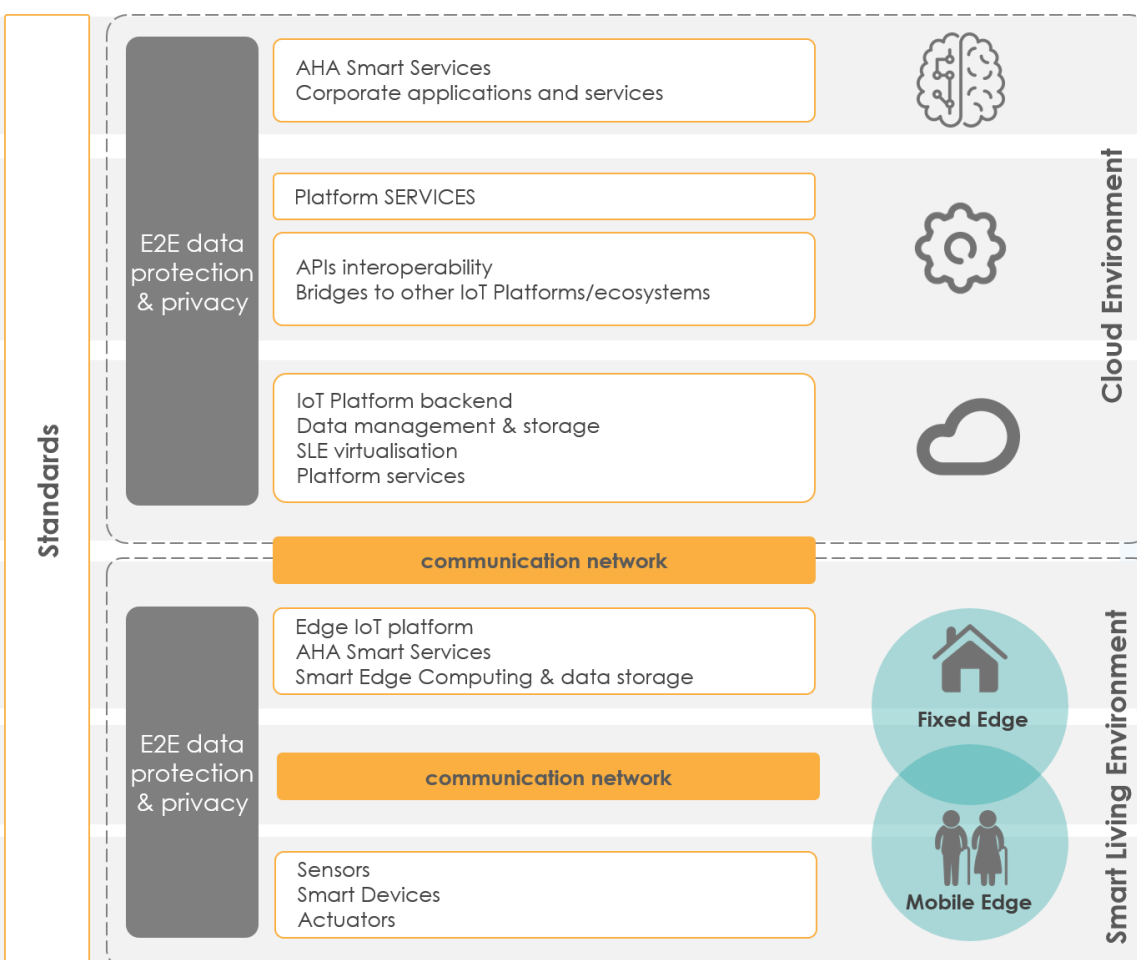 Standards
E2E data
protection
& privacy
AHA Smart Services
Corporate applications and services
Platform SERVICES
APIs interoperability
Bridges to other IoT Platforms/ecosystems
IoT Platform backend
Data management & storage
SLE virtualisation
Platform services
Cloud Environment
communication network
E2E data
protection
& privacy
Edge IoT platform
AHA Smart Services
Smart Edge Computing & data storage
communication network
Sensors
Smart Devices
Actuators
Fixed Edge
Mobile Edge
Smart Living Environment